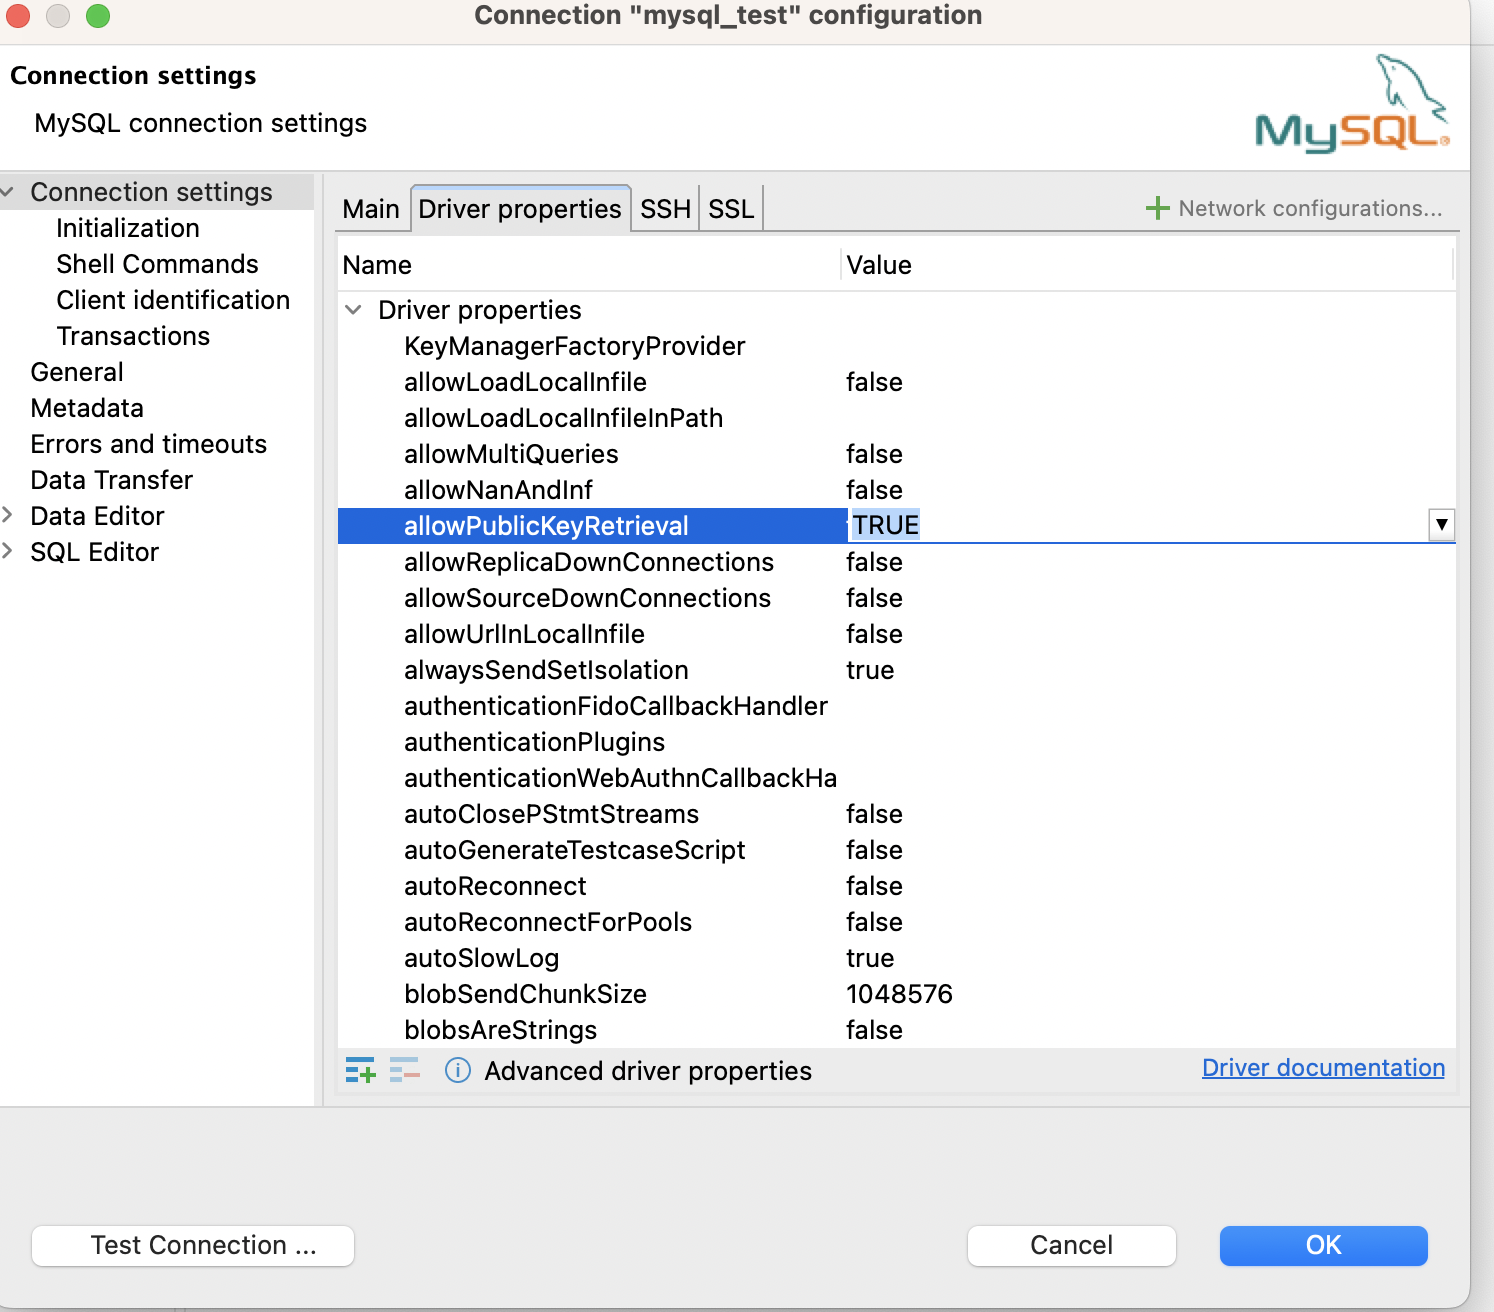 Connection "mysql_test" configuration
Connection settings
MySQL connection settings
MySQL®
Connection settings
Initialization
Shell Commands
Client identification
Transactions
General
Metadata
Errors and timeouts
Data Transfer
Data Editor
SQL Editor
Main Driver properties SSH SSL Network configurations...
Name Value
Driver properties
KeyManagerFactoryProvider
allowLoadLocalInfile false
allowLoadLocalInfileInPath
allowMultiQueries false
allowNanAndInf false
allowPublicKeyRetrieval TRUE
allowReplicaDownConnections false
allowSourceDownConnections false
allowUrlInLocalInfile false
alwaysSendSetIsolation true
authenticationFidoCallbackHandler
authenticationPlugins
authenticationWebAuthnCallbackHa
autoClosePStmtStreams false
autoGenerateTestcaseScript false
autoReconnect false
autoReconnectForPools false
autoSlowLog true
blobSendChunkSize 1048576
blobsAreStrings false
Advanced driver properties Driver documentation
Test Connection ... Cancel OK